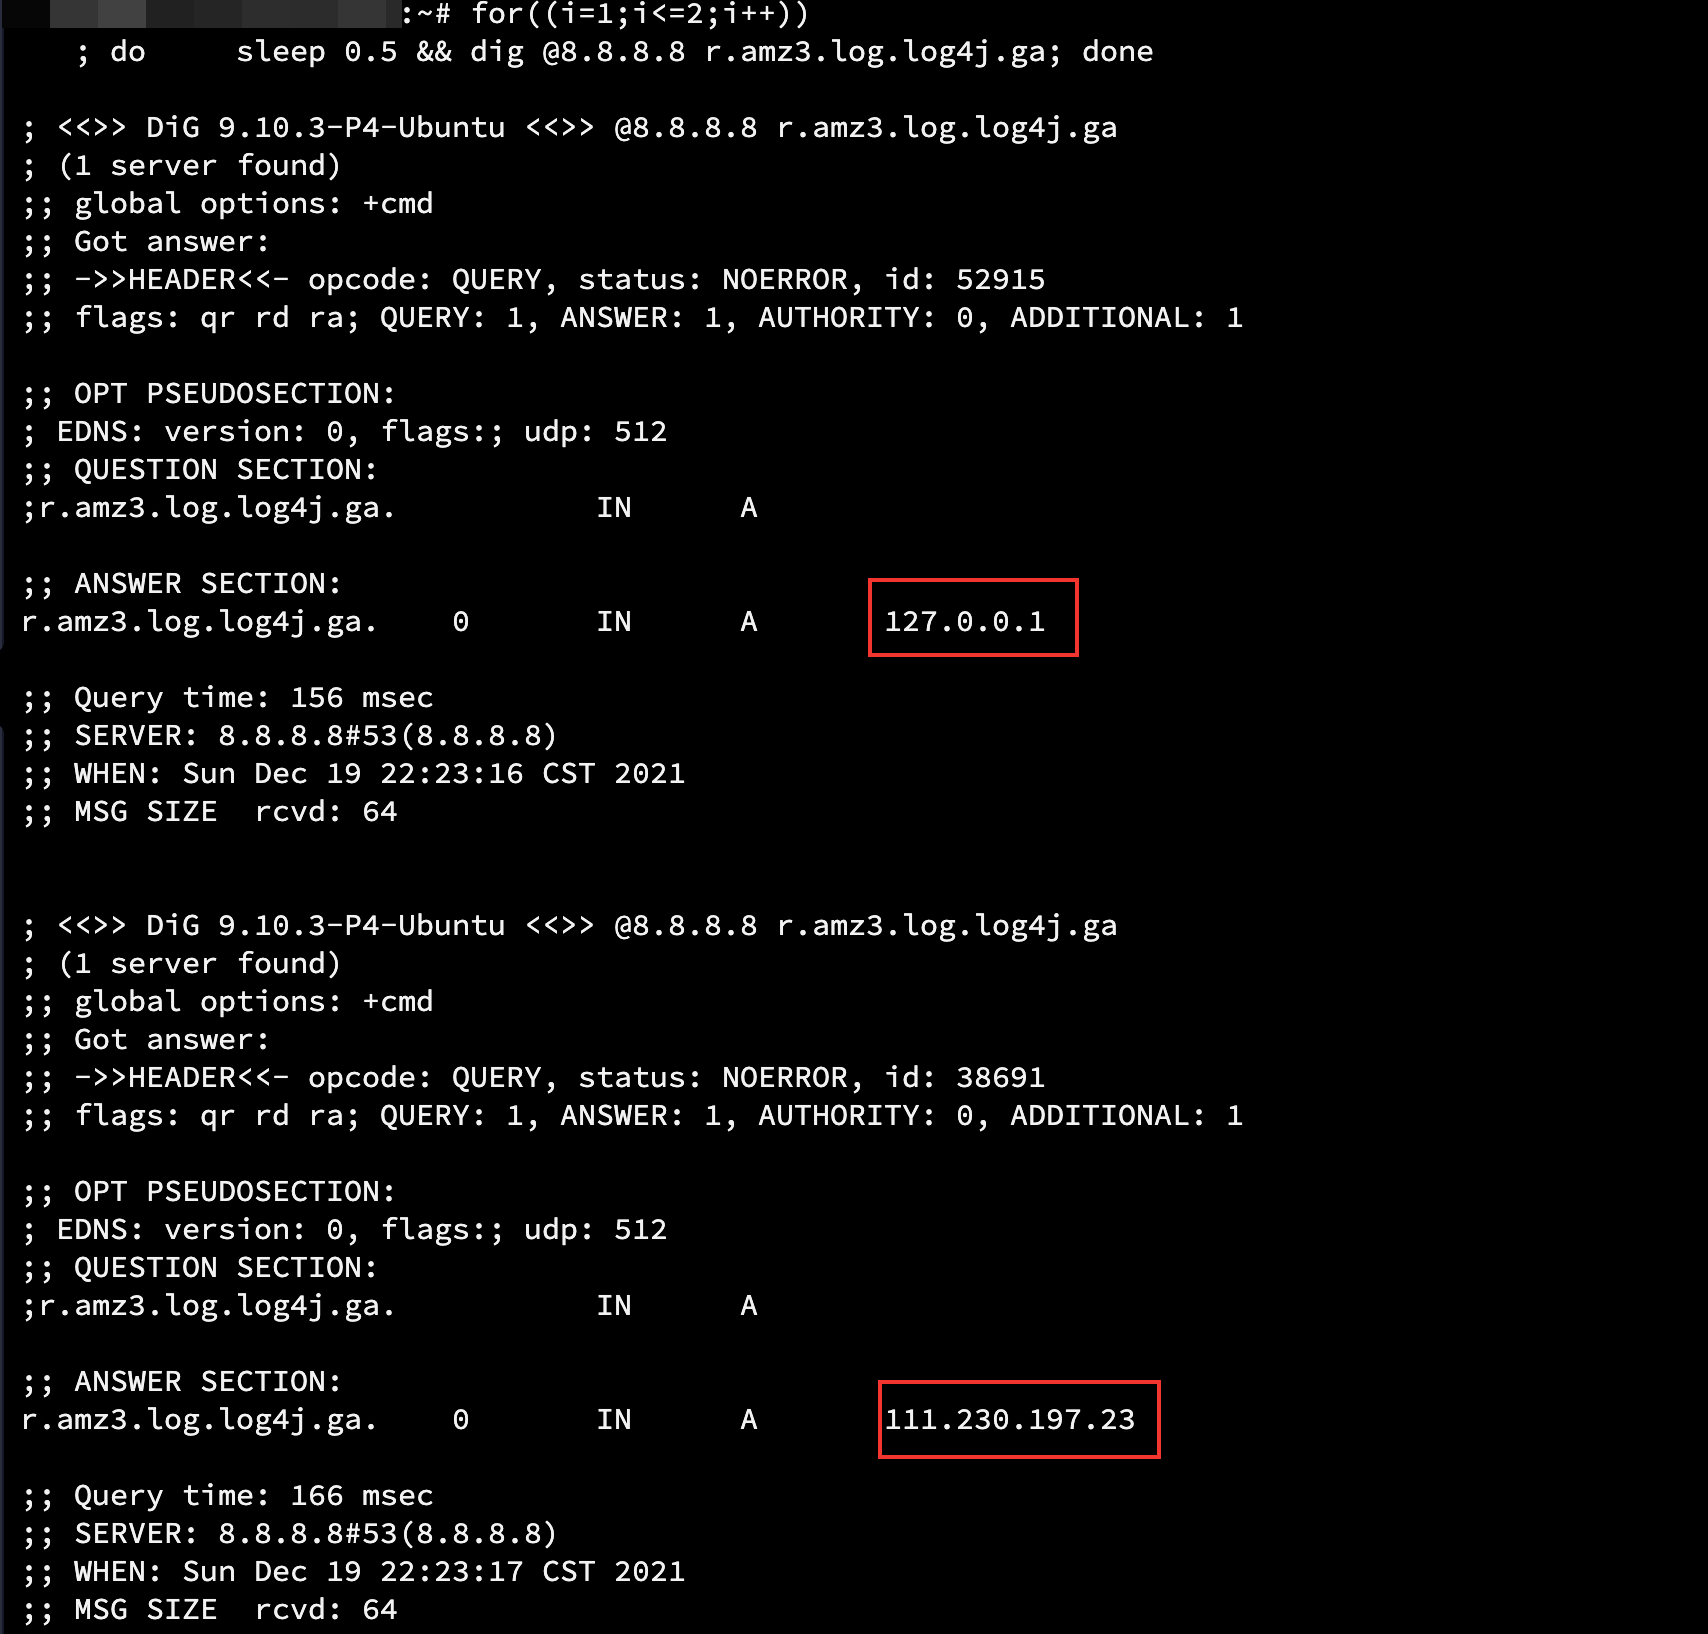 :~# for((i=1;i<=2;i++))
; do     sleep 0.5 && dig @8.8.8.8 r.amz3.log.log4j.ga; done
; <<>> DiG 9.10.3-P4-Ubuntu <<>> @8.8.8.8 r.amz3.log.log4j.ga
; (1 server found)
;; global options: +cmd
;; Got answer:
;; ->>HEADER<<- opcode: QUERY, status: NOERROR, id: 52915
;; flags: qr rd ra; QUERY: 1, ANSWER: 1, AUTHORITY: 0, ADDITIONAL: 1
;; OPT PSEUDOSECTION:
; EDNS: version: 0, flags:; udp: 512
;; QUESTION SECTION:
;r.amz3.log.log4j.ga.           IN      A
;; ANSWER SECTION:
r.amz3.log.log4j.ga.    0       IN      A       127.0.0.1
;; Query time: 156 msec
;; SERVER: 8.8.8.8#53(8.8.8.8)
;; WHEN: Sun Dec 19 22:23:16 CST 2021
;; MSG SIZE  rcvd: 64
; <<>> DiG 9.10.3-P4-Ubuntu <<>> @8.8.8.8 r.amz3.log.log4j.ga
; (1 server found)
;; global options: +cmd
;; Got answer:
;; ->>HEADER<<- opcode: QUERY, status: NOERROR, id: 38691
;; flags: qr rd ra; QUERY: 1, ANSWER: 1, AUTHORITY: 0, ADDITIONAL: 1
;; OPT PSEUDOSECTION:
; EDNS: version: 0, flags:; udp: 512
;; QUESTION SECTION:
;r.amz3.log.log4j.ga.           IN      A
;; ANSWER SECTION:
r.amz3.log.log4j.ga.    0       IN      A       111.230.197.23
;; Query time: 166 msec
;; SERVER: 8.8.8.8#53(8.8.8.8)
;; WHEN: Sun Dec 19 22:23:17 CST 2021
;; MSG SIZE  rcvd: 64